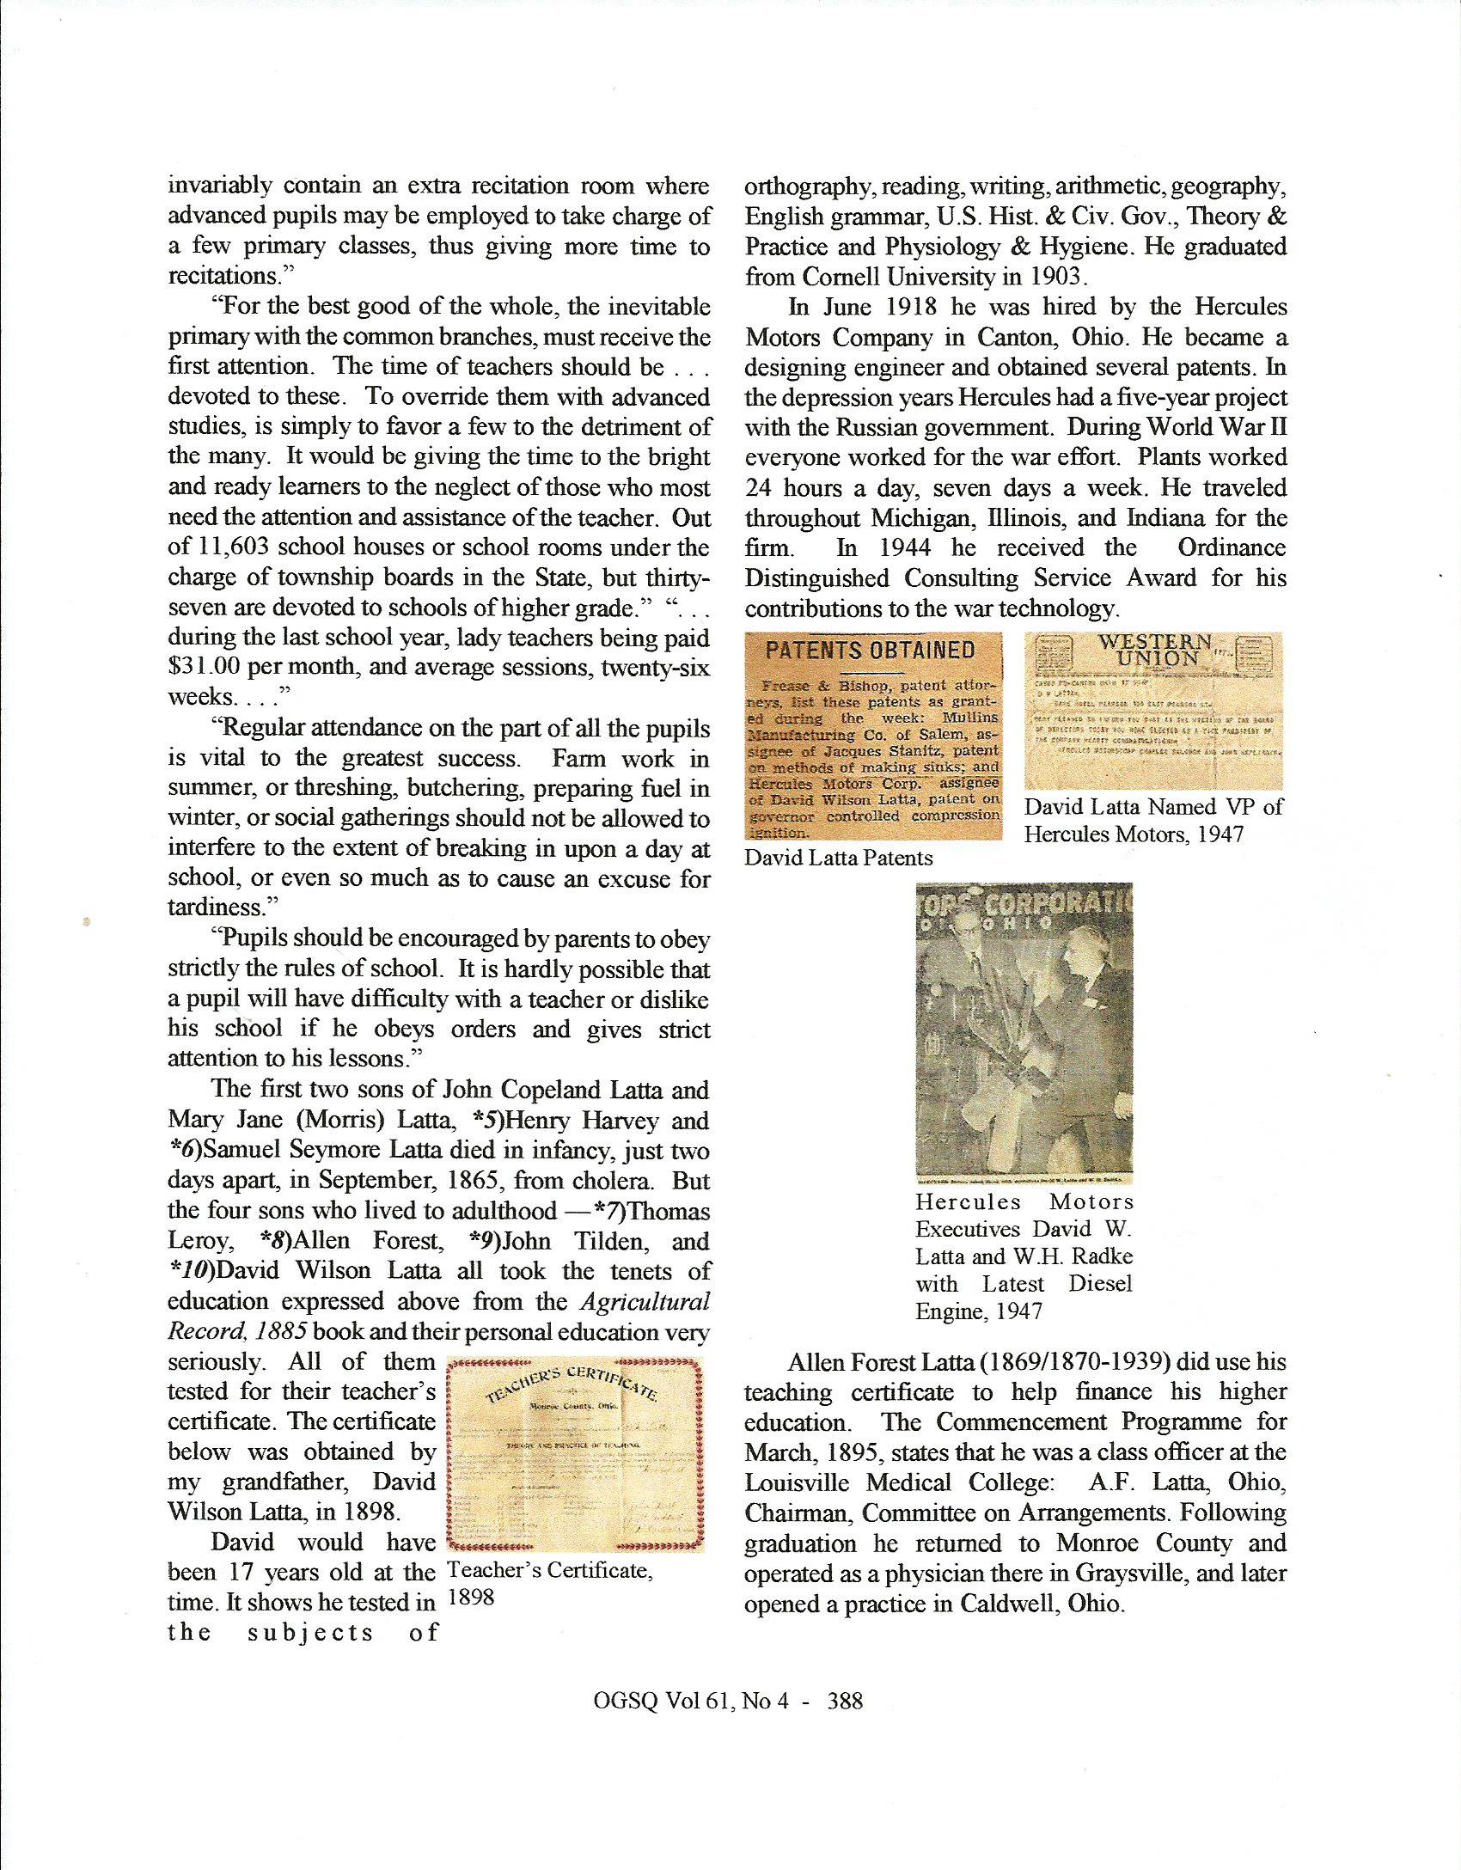 invariably contain an extra recitation room where
advanced pupils may be employed to take charge of
a few primary classes, thus giving more time to
recitations.”
“For the best good of the whole, the inevitable
primary with the common branches, must receive the
first attention. The time of teachers should be . . .
devoted to these. To override them with advanced
studies, is simply to favor a few to the detriment of
the many. It would be giving the time to the bright
and ready learners to the neglect of those who most
need the attention and assistance of the teacher. Out
of 11,603 school houses or school rooms under the
charge of township boards in the State, but thirty-
seven are devoted to schools of higher grade.” “. . .
during the last school year, lady teachers being paid
$31.00 per month, and average sessions, twenty-six
weeks. . . .”
“Regular attendance on the part of all the pupils
is vital to the greatest success. Farm work in
summer, or threshing, butchering, preparing fuel in
winter, or social gatherings should not be allowed to
interfere to the extent of breaking in upon a day at
school, or even so much as to cause an excuse for
tardiness.”
“Pupils should be encouraged by parents to obey
strictly the rules of school. It is hardly possible that
a pupil will have difficulty with a teacher or dislike
his school if he obeys orders and gives strict
attention to his lessons.”
The first two sons of John Copeland Latta and
Mary Jane (Morris) Latta, *5)Henry Harvey and
*6)Samuel Seymore Latta died in infancy, just two
days apart, in September, 1865, from cholera. But
the four sons who lived to adulthood —*7)Thomas
Leroy, *8)Allen Forest, *9)John Tilden, and
*10)David Wilson Latta all took the tenets of
education expressed above from the Agricultural
Record, 1885 book and their personal education very
seriously. All of them
tested for their teacher’s
certificate. The certificate
below was obtained by
my grandfather, David
Wilson Latta, in 1898.
David would have
been 17 years old at the
time. It shows he tested in
the subjects of
TEACHER'S CERTIFICATE.
Monroe County, Ohio.
THEORY AND PRACTICE OF TEACHING
Teacher’s Certificate,
1898
orthography, reading, writing, arithmetic, geography,
English grammar, U.S. Hist. & Civ. Gov., Theory &
Practice and Physiology & Hygiene. He graduated
from Cornell University in 1903.
In June 1918 he was hired by the Hercules
Motors Company in Canton, Ohio. He became a
designing engineer and obtained several patents. In
the depression years Hercules had a five-year project
with the Russian government. During World War II
everyone worked for the war effort. Plants worked
24 hours a day, seven days a week. He traveled
throughout Michigan, Illinois, and Indiana for the
firm. In 1944 he received the Ordinance
Distinguished Consulting Service Award for his
contributions to the war technology.
PATENTS OBTAINED
Frease & Bishop, patent attor-
neys, list these patents as grant-
ed during the week: Mullins
Manufacturing Co. of Salem, as-
signee of Jacques Stanitz, patent
on methods of making sinks; and
Hercules Motors Corp. assignee
of David Wilson Latta, patent on
governor controlled compression
ignition.
David Latta Patents
WESTERN
UNION
David Latta Named VP of
Hercules Motors, 1947
TORS CORPORATI
OHIO
Hercules Motors
Executives David W.
Latta and W.H. Radke
with Latest Diesel
Engine, 1947
Allen Forest Latta (1869/1870-1939) did use his
teaching certificate to help finance his higher
education. The Commencement Programme for
March, 1895, states that he was a class officer at the
Louisville Medical College: A.F. Latta, Ohio,
Chairman, Committee on Arrangements. Following
graduation he returned to Monroe County and
operated as a physician there in Graysville, and later
opened a practice in Caldwell, Ohio.
OGSQ Vol 61, No 4 - 388